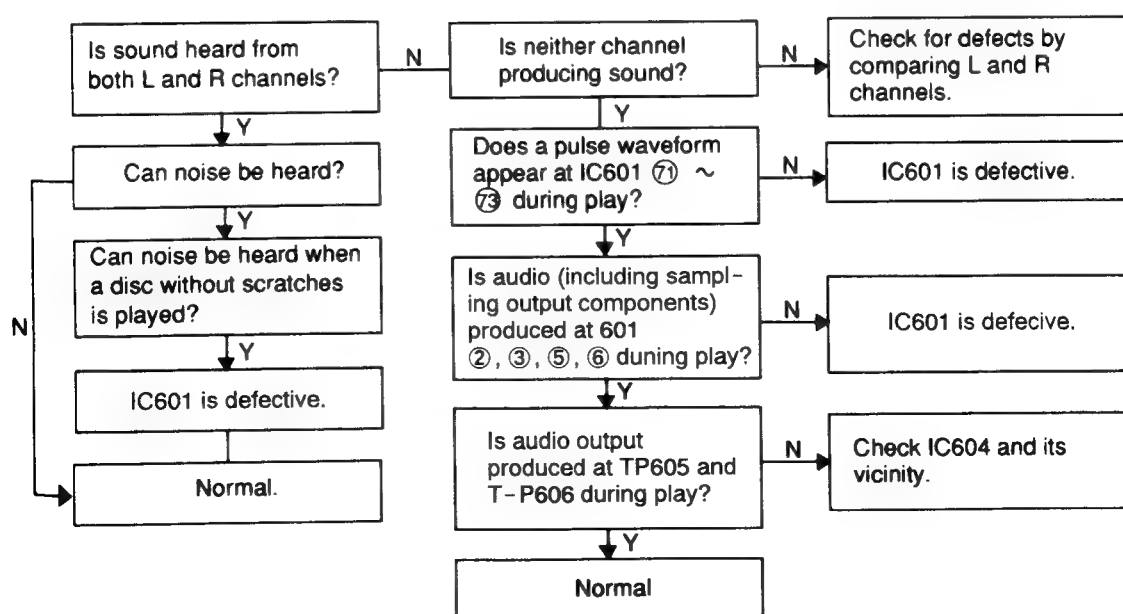 Is sound heard from
both L and R channels?
N
Is neither channel
producing sound?
N
Check for defects by
comparing L and R
channels.
Y
Y
Can noise be heard?
Does a pulse waveform
appear at IC601 ㉛ ~
㉝ during play?
N
IC601 is defective.
Y
Y
Can noise be heard when
a disc without scratches
is played?
N
Is audio (including sampl-
ing output components)
produced at 601
②, ③, ⑤, ⑥ duning play?
N
IC601 is defecive.
Y
Y
IC601 is defective.
Is audio output
produced at TP605 and
T-P606 during play?
N
Check IC604 and its
vicinity.
Normal.
Y
Normal